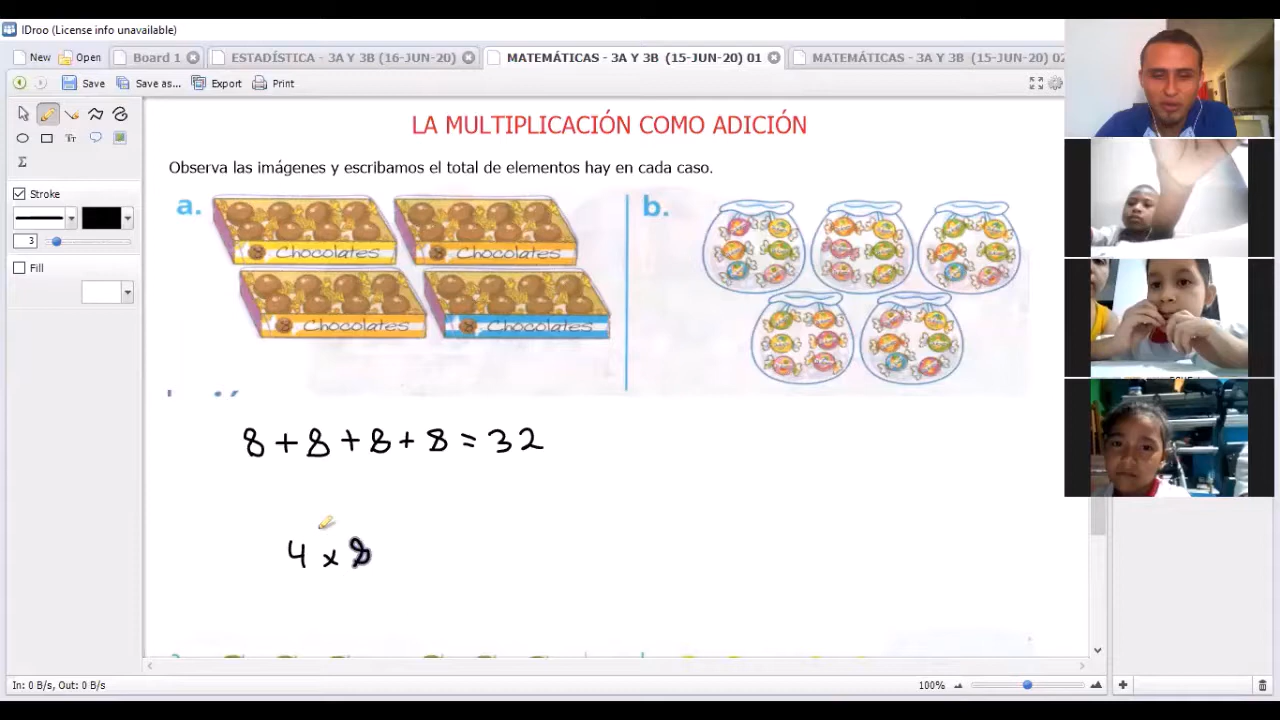 IDroo (License info unavailable)
New Open Board 1 ESTADÍSTICA - 3A Y 3B (16-JUN-20) MATEMÁTICAS - 3A Y 3B (15-JUN-20) 01 MATEMÁTICAS - 3A Y 3B (15-JUN-20) 02
Save Save as... Export Print
Tr
Σ
Stroke
3
Fill
LA MULTIPLICACIÓN COMO ADICIÓN
Observa las imágenes y escribamos el total de elementos hay en cada caso.
a. b.
Chocolates Chocolates
Chocolates Chocolates
8 + 8 + 8 + 8 = 32
4 x 8
In: 0 B/s, Out: 0 B/s 100%